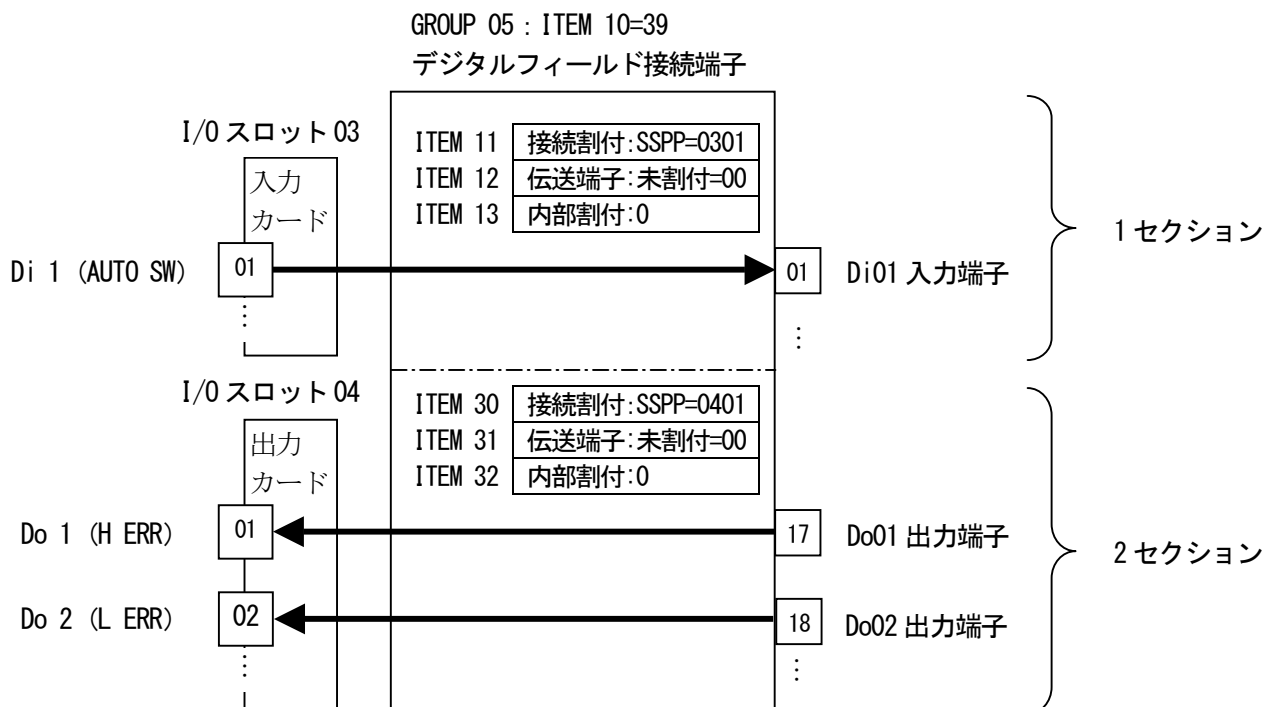 GROUP 05 : ITEM 10=39
デジタルフィールド接続端子
I/O スロット 03
入力
カード
ITEM 11 接続割付:SSPP=0301
ITEM 12 伝送端子:未割付=00
ITEM 13 内部割付:0
1 セクション
Di 1 (AUTO SW) 01
01 Di01 入力端子
I/O スロット 04
出力
カード
ITEM 30 接続割付:SSPP=0401
ITEM 31 伝送端子:未割付=00
ITEM 32 内部割付:0
Do 1 (H ERR) 01
17 Do01 出力端子
2 セクション
Do 2 (L ERR) 02
18 Do02 出力端子